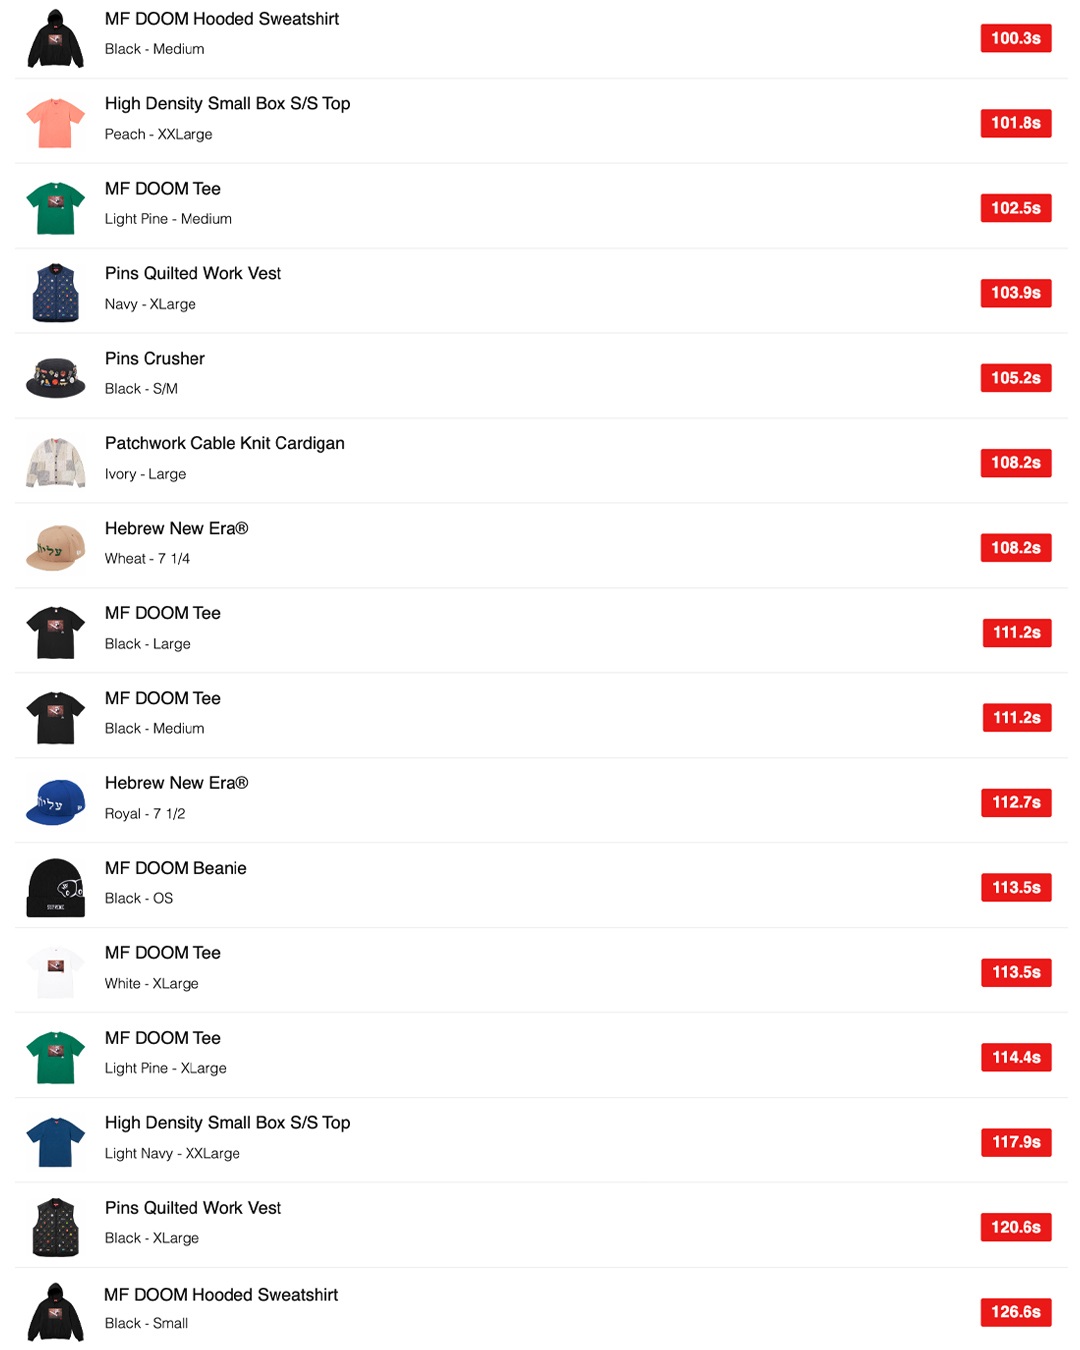 MF DOOM Hooded Sweatshirt
Black - Medium
100.3s
High Density Small Box S/S Top
Peach - XXLarge
101.8s
MF DOOM Tee
Light Pine - Medium
102.5s
Pins Quilted Work Vest
Navy - XLarge
103.9s
Pins Crusher
Black - S/M
105.2s
Patchwork Cable Knit Cardigan
Ivory - Large
108.2s
Hebrew New Era®
Wheat - 7 1/4
108.2s
MF DOOM Tee
Black - Large
111.2s
MF DOOM Tee
Black - Medium
111.2s
Hebrew New Era®
Royal - 7 1/2
112.7s
MF DOOM Beanie
Black - OS
113.5s
MF DOOM Tee
White - XLarge
113.5s
MF DOOM Tee
Light Pine - XLarge
114.4s
High Density Small Box S/S Top
Light Navy - XXLarge
117.9s
Pins Quilted Work Vest
Black - XLarge
120.6s
MF DOOM Hooded Sweatshirt
Black - Small
126.6s